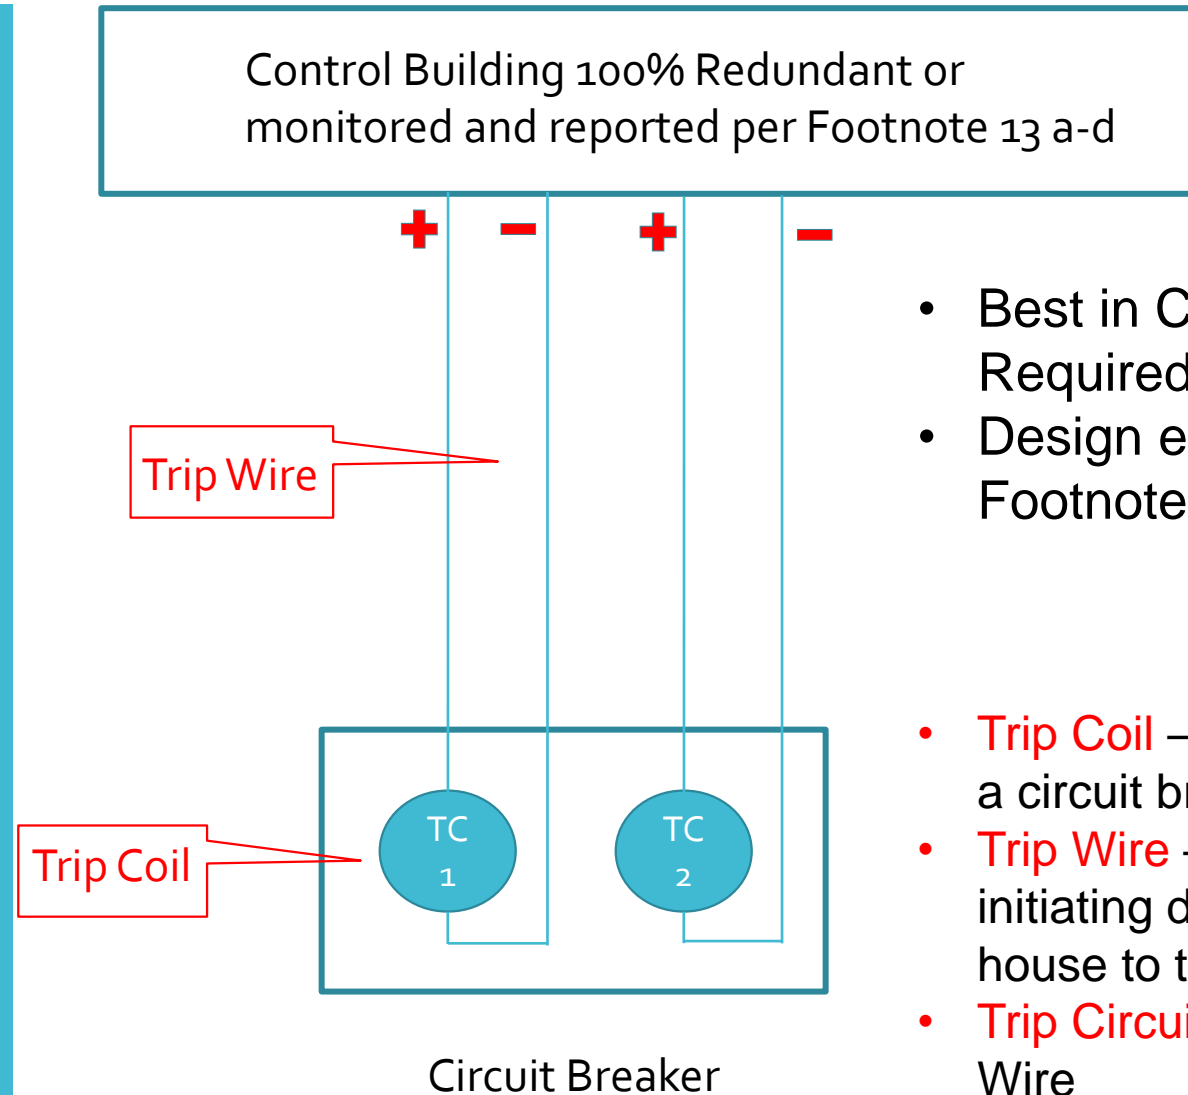 Control Building 100% Redundant or
monitored and reported per Footnote 13 a-d
+ – + –
Trip Wire
Trip Coil
TC
1
TC
2
Circuit Breaker
• Best in
Required
• Design
Footnote
• Trip Coil –
a circuit
• Trip Wire -
initiating
house to
• Trip
Wire